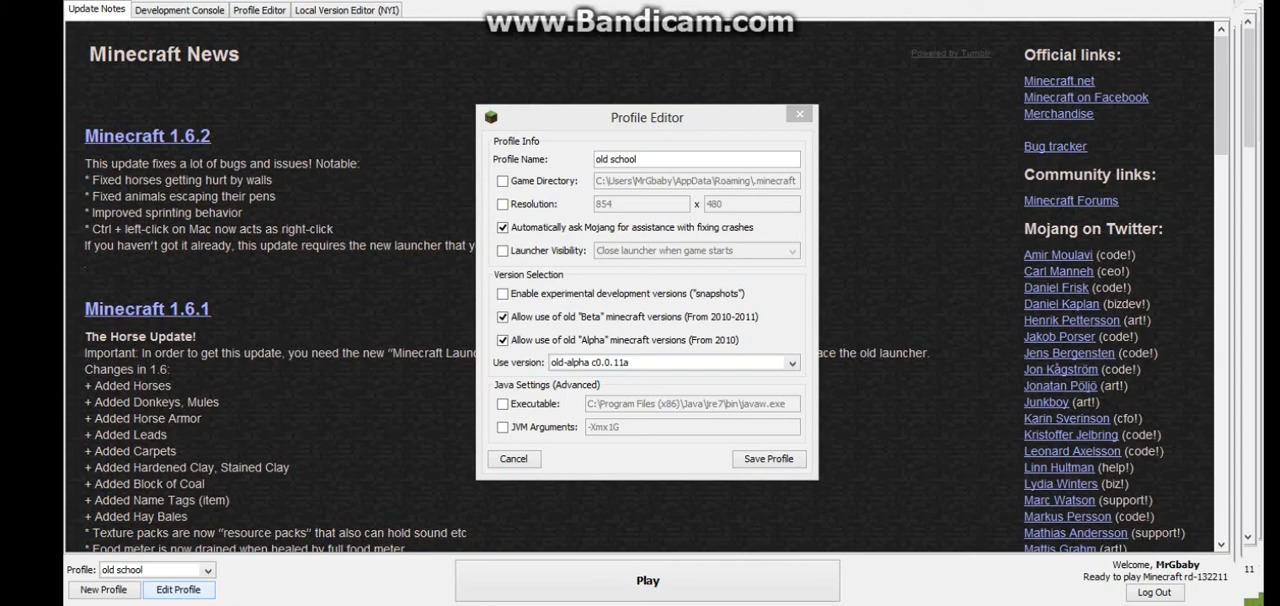 Update Notes
Development Console
Profile Editor
Local Version Editor (NYI)
www.Bandicam.com
Minecraft News
Powered by Tumblr
Minecraft 1.6.2
This update fixes a lot of bugs and issues! Notable:
* Fixed horses getting hurt by walls
* Fixed animals escaping their pens
* Improved sprinting behavior
* Ctrl + left-click on Mac now acts as right-click
If you haven't got it already, this update requires the new launcher that y
Minecraft 1.6.1
The Horse Update!
Important: In order to get this update, you need the new "Minecraft Laun
ace the old launcher.
Changes in 1.6:
+ Added Horses
+ Added Donkeys, Mules
+ Added Horse Armor
+ Added Leads
+ Added Carpets
+ Added Hardened Clay, Stained Clay
+ Added Block of Coal
+ Added Name Tags (item)
+ Added Hay Bales
* Texture packs are now "resource packs" that also can hold sound etc
* Food meter is now drained when healed by full food meter
Profile Editor
Profile Info
Profile Name: old school
Game Directory: C:\Users\MrGbaby\AppData\Roaming\.minecraft
Resolution: 854 x 480
Automatically ask Mojang for assistance with fixing crashes
Launcher Visibility: Close launcher when game starts
Version Selection
Enable experimental development versions ("snapshots")
Allow use of old "Beta" minecraft versions (From 2010-2011)
Allow use of old "Alpha" minecraft versions (From 2010)
Use version: old-alpha c0.0.11a
Java Settings (Advanced)
Executable: C:\Program Files (x86)\Java\jre7\bin\javaw.exe
JVM Arguments: -Xmx1G
Cancel
Save Profile
Official links:
Minecraft.net
Minecraft on Facebook
Merchandise
Bug tracker
Community links:
Minecraft Forums
Mojang on Twitter:
Amir Moulavi (code!)
Carl Manneh (ceo!)
Daniel Frisk (code!)
Daniel Kaplan (bizdev!)
Henrik Pettersson (art!)
Jakob Porser (code!)
Jens Bergensten (code!)
Jon Kågström (code!)
Jonatan Pöljö (art!)
Junkboy (art!)
Karin Severinson (cfo!)
Kristoffer Jelbring (code!)
Leonard Axelsson (code!)
Linn Hultman (help!)
Lydia Winters (biz!)
Marc Watson (support!)
Markus Persson (code!)
Mathias Andersson (support!)
Mattis Grahm (art!)
Profile: old school
New Profile
Edit Profile
Play
Welcome, MrGbaby
Ready to play Minecraft rd-132211
Log Out
11